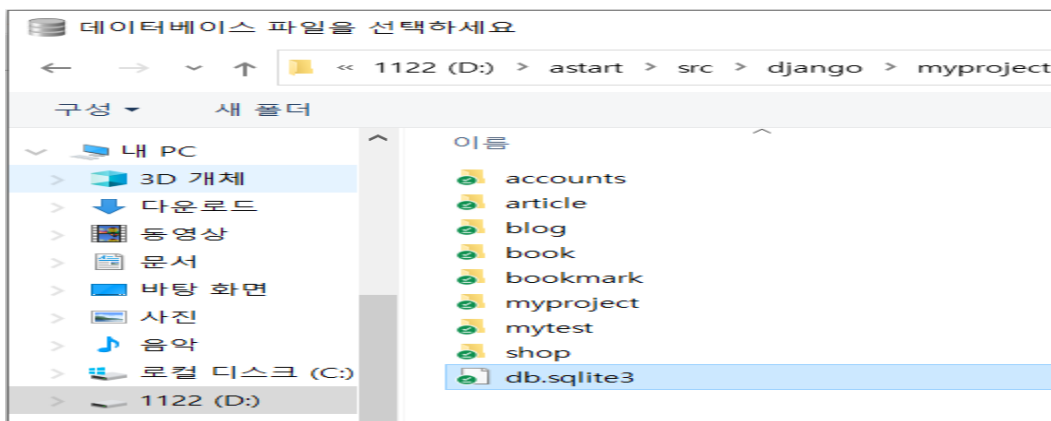 데이터베이스 파일을 선택하세요
« 1122 (D:) > astart > src > django > myproject
구성 새 폴더
이름
내 PC
3D 개체
다운로드
동영상
문서
바탕 화면
사진
음악
로컬 디스크 (C:)
1122 (D:)
accounts
article
blog
book
bookmark
myproject
mytest
shop
db.sqlite3